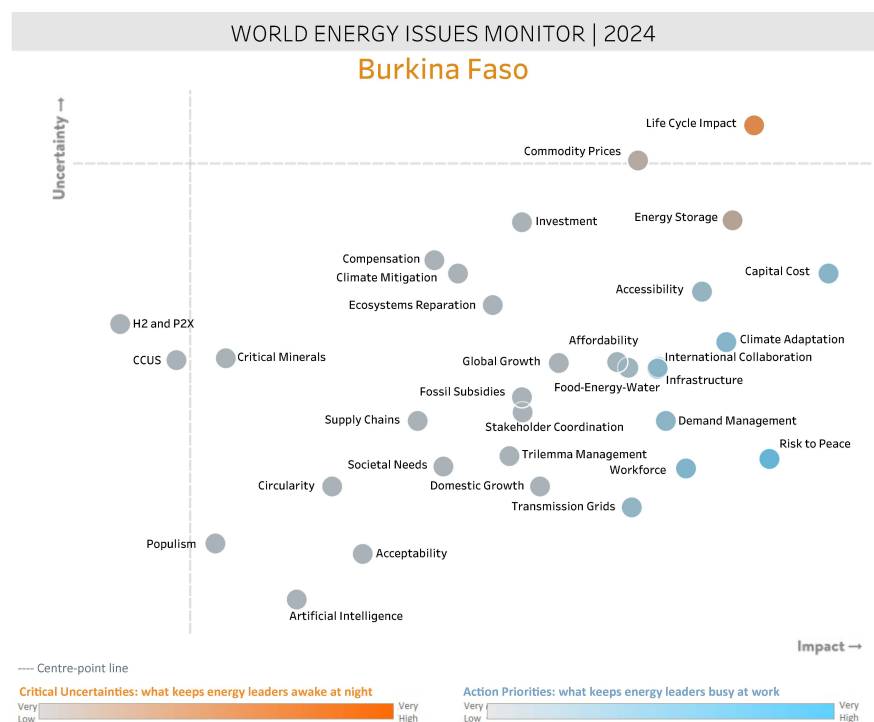 WORLD ENERGY ISSUES MONITOR | 2024
Burkina Faso
Uncertainty →
Life Cycle Impact
Commodity Prices
Investment
Energy Storage
Compensation
Climate Mitigation
Capital Cost
Accessibility
Ecosystems Reparation
H2 and P2X
Affordability
Climate Adaptation
CCUS
Critical Minerals
Global Growth
International Collaboration
Food-Energy-Water
Infrastructure
Fossil Subsidies
Supply Chains
Stakeholder Coordination
Demand Management
Risk to Peace
Societal Needs
Trilemma Management
Workforce
Circularity
Domestic Growth
Transmission Grids
Populism
Acceptability
Artificial Intelligence
Impact →
---- Centre-point line
Critical Uncertainties: what keeps energy leaders awake at night
Very Low
Very High
Action Priorities: what keeps energy leaders busy at work
Very Low
Very High